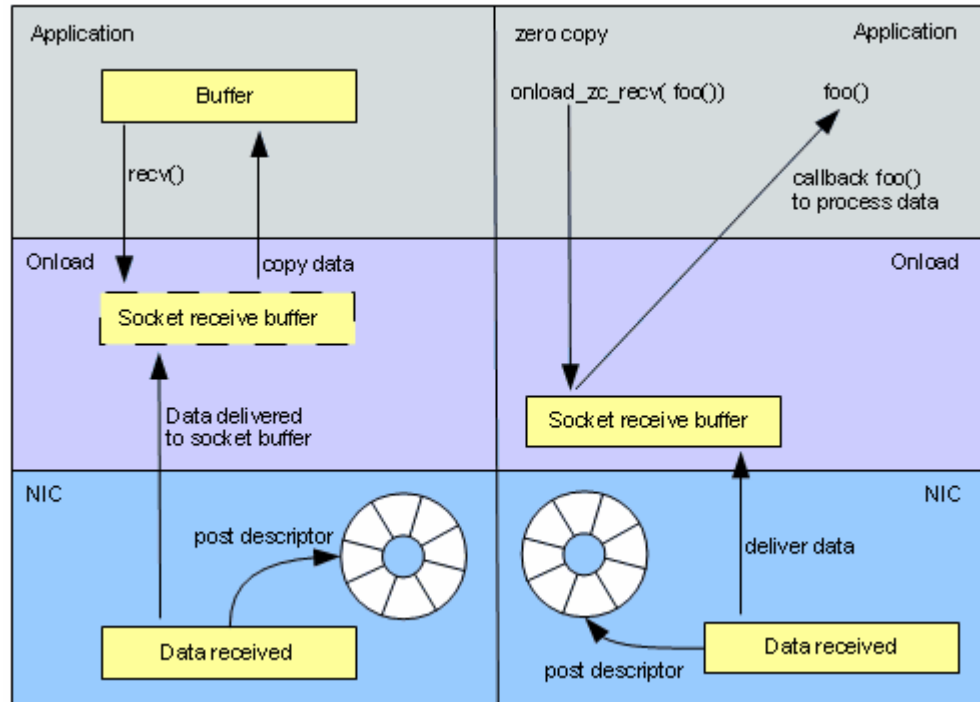 Application
Buffer
recv()
Onload
copy data
Socket receive buffer
Data delivered
to socket buffer
NIC
post descriptor
Data received
zero copy
Application
onload_zc_recv( foo())
foo()
callback foo()
to process data
Onload
Socket receive buffer
NIC
deliver data
Data received
post descriptor